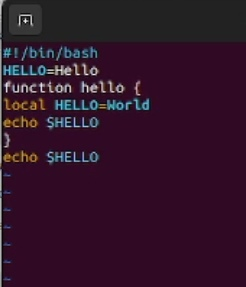 #!/bin/bash
HELLO=Hello
function hello {
local HELLO=World
echo $HELLO
}
echo $HELLO
~
~
~
~
~
~
~